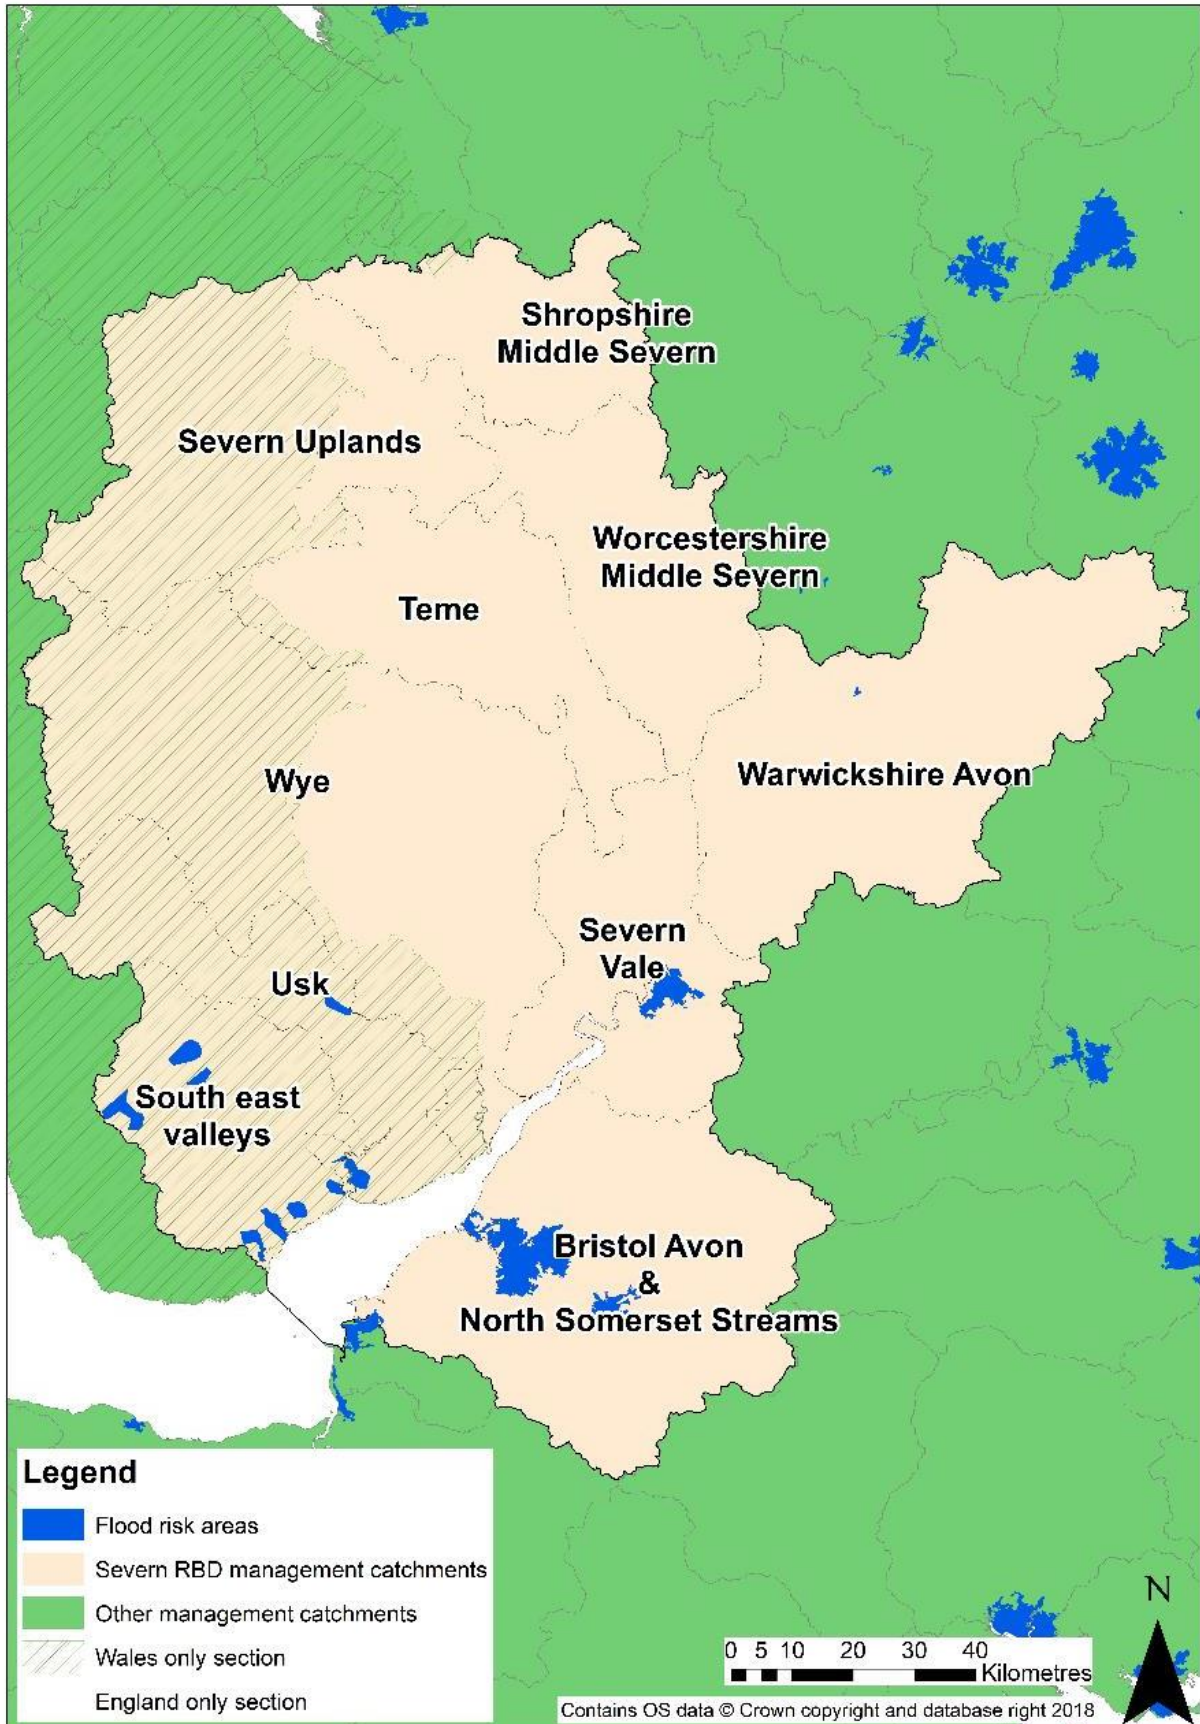 Shropshire
Middle Severn
Severn Uplands
Worcestershire
Middle Severn
Teme
Warwickshire Avon
Wye
Severn
Vale
Usk
South east
valleys
Bristol Avon
&
North Somerset Streams
Legend
Flood risk areas
Severn RBD management catchments
Other management catchments
Wales only section
England only section
N
0 5 10 20 30 40
Kilometres
Contains OS data © Crown copyright and database right 2018